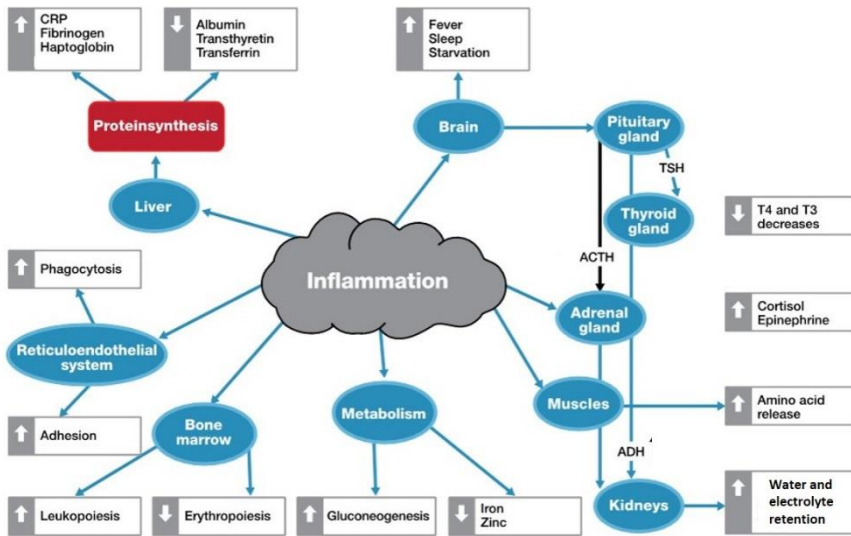 CRP
Fibrinogen
Haptoglobin
Albumin
Transthyretin
Transferrin
Fever
Sleep
Starvation
Proteinsynthesis
Brain
Pituitary
gland
TSH
Liver
Thyroid
gland
T4 and T3
decreases
ACTH
Phagocytosis
Inflammation
Adrenal
gland
Cortisol
Epinephrine
Reticuloendothelial
system
Adhesion
Bone
marrow
Metabolism
Muscles
Amino acid
release
ADH
Leukopoiesis
Erythropoiesis
Gluconeogenesis
Iron
Zinc
Kidneys
Water and
electrolyte
retention